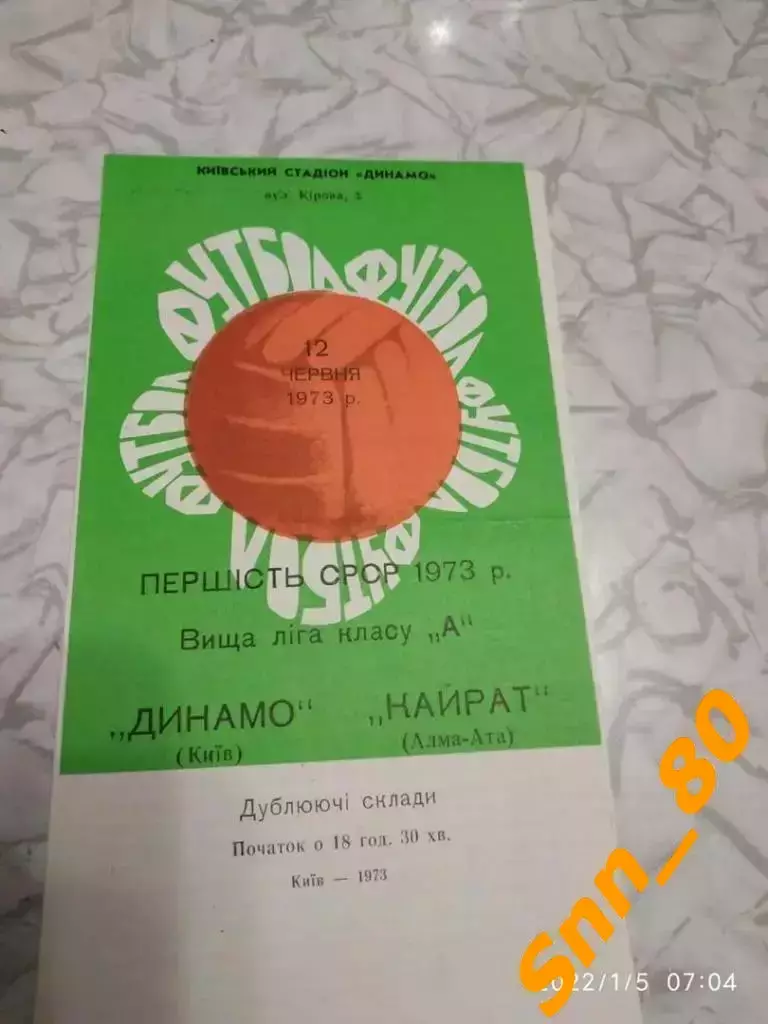 КИЇВСЬКИЙ СТАДІОН «ДИНАМО»
вул. Кірова, 3
ФУТБОЛ ФУТБОЛ ФУТБОЛ ФУТБОЛ ФУТБОЛ
12
ЧЕРВНЯ
1973 р.
ПЕРШІСТЬ СРСР 1973 р.
Вища ліга класу „А“
„ДИНАМО“ „КАЙРАТ“
(Київ) (Алма-Ата)
Дублюючі склади
Початок о 18 год. 30 хв.
Київ — 1973
Snn_80
2022/1/5 07:04